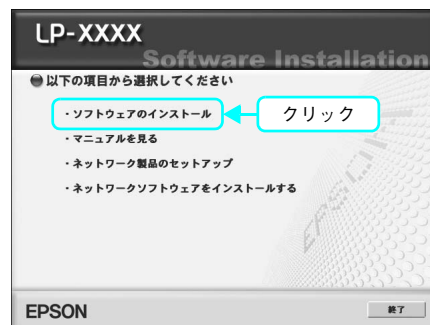 LP-XXXX
Software Installation
以下の項目から選択してください
・ソフトウェアのインストール
クリック
・マニュアルを見る
・ネットワーク製品のセットアップ
・ネットワークソフトウェアをインストールする
EPSON
EPSON
終了